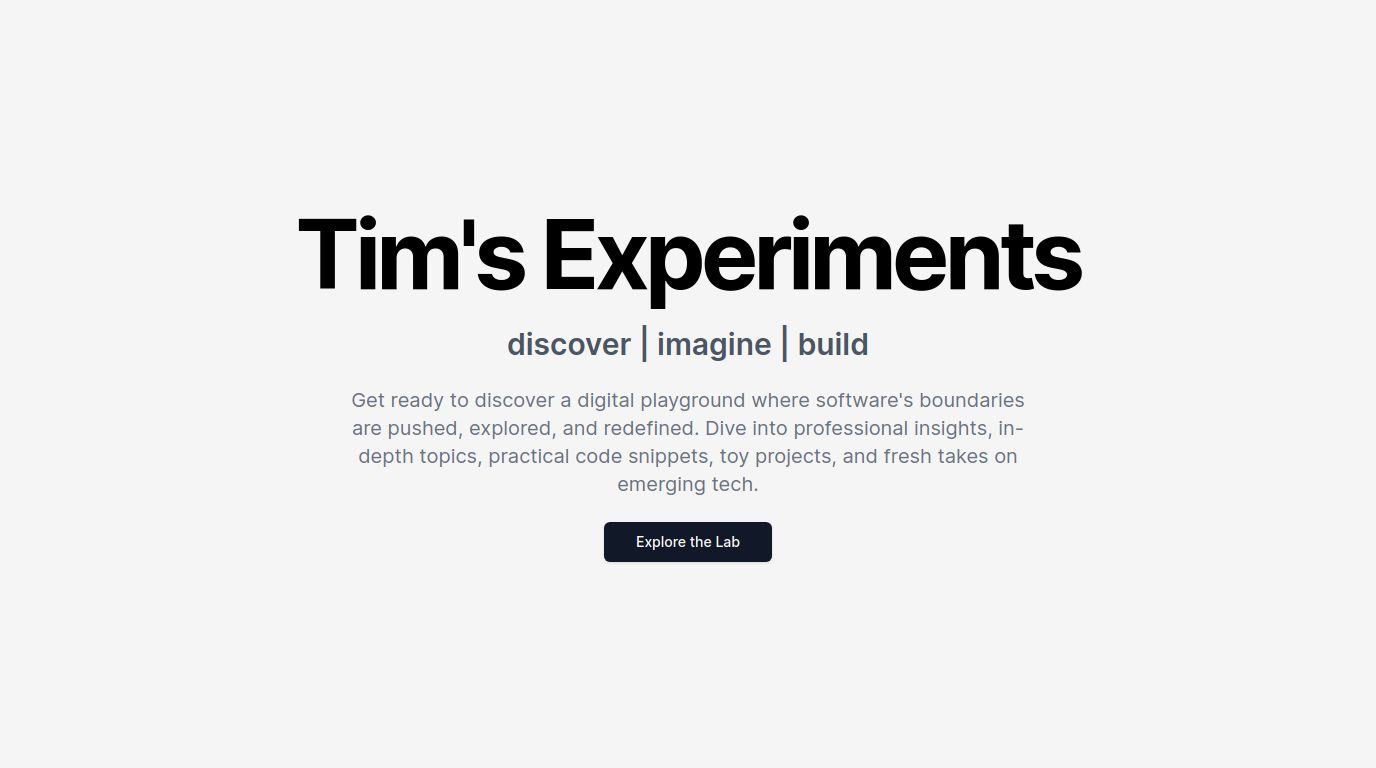 Tim's Experiments
discover | imagine | build
Get ready to discover a digital playground where software's boundaries
are pushed, explored, and redefined. Dive into professional insights, in-
depth topics, practical code snippets, toy projects, and fresh takes on
emerging tech.
Explore the Lab